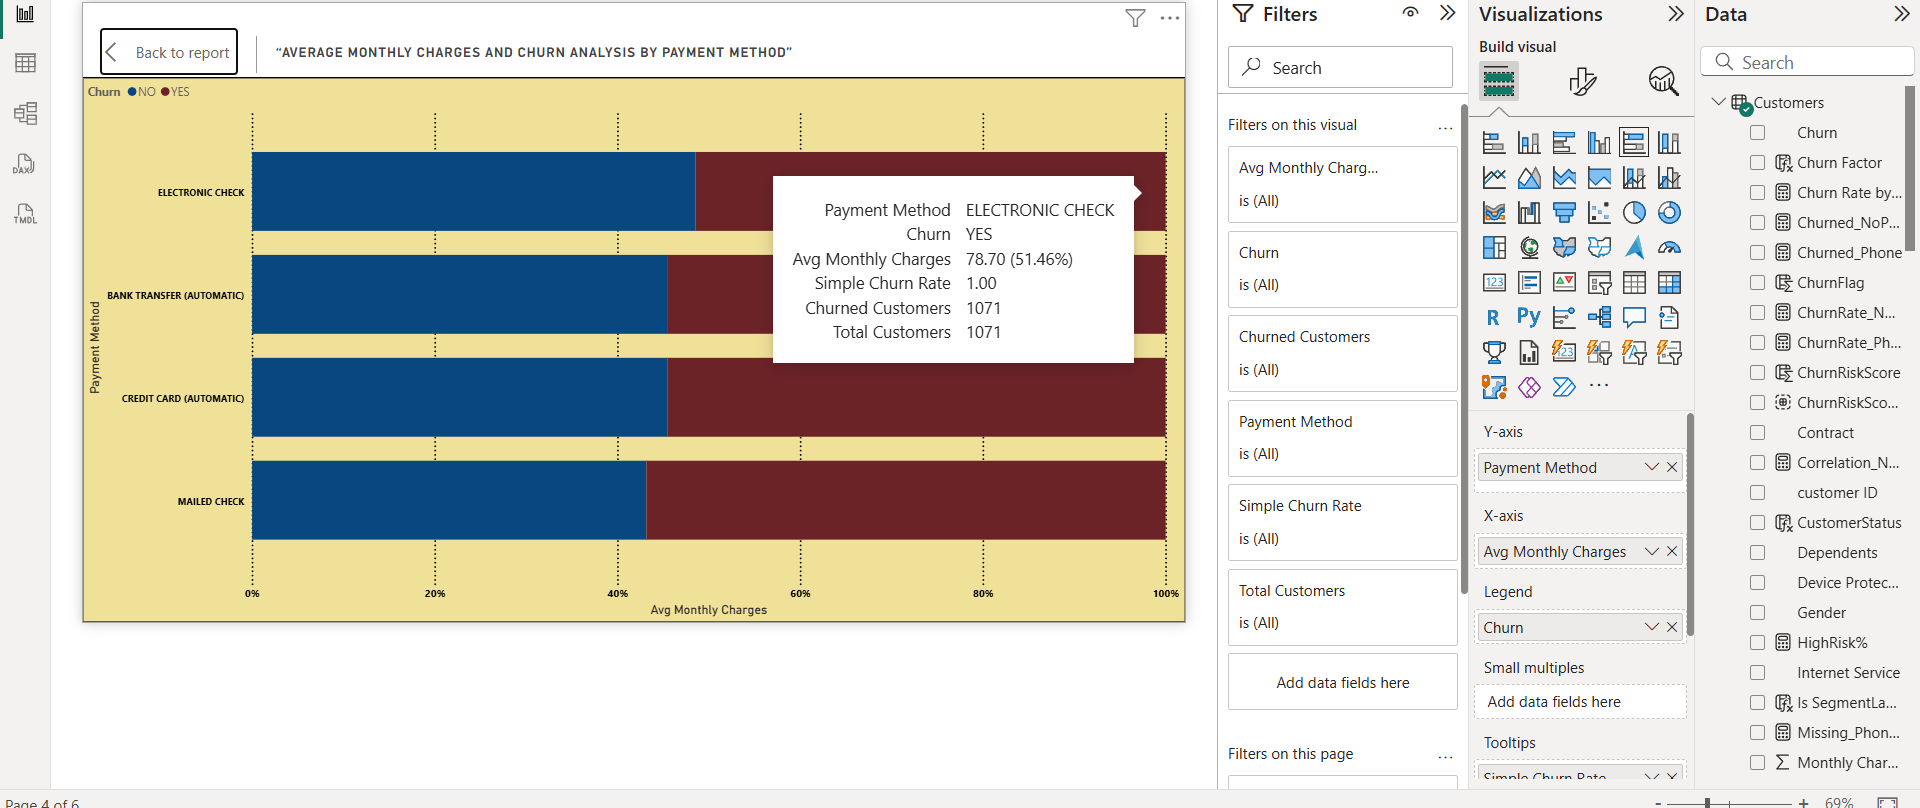 Back to report
“AVERAGE MONTHLY CHARGES AND CHURN ANALYSIS BY PAYMENT METHOD”
Churn NO YES
Payment Method
ELECTRONIC CHECK
BANK TRANSFER (AUTOMATIC)
CREDIT CARD (AUTOMATIC)
MAILED CHECK
0% 20% 40% 60% 80% 100%
Avg Monthly Charges
Payment Method ELECTRONIC CHECK
Churn YES
Avg Monthly Charges 78.70 (51.46%)
Simple Churn Rate 1.00
Churned Customers 1071
Total Customers 1071
DAX
TMDL
Page 4 of 6
Filters
Search
Filters on this visual ...
Avg Monthly Charg...
is (All)
Churn
is (All)
Churned Customers
is (All)
Payment Method
is (All)
Simple Churn Rate
is (All)
Total Customers
is (All)
Add data fields here
Filters on this page ...
Visualizations
Build visual
123
R Py
123
...
Y-axis
Payment Method
X-axis
Avg Monthly Charges
Legend
Churn
Small multiples
Add data fields here
Tooltips
Simple Churn Rate
Data
Search
Customers
Churn
Churn Factor
Churn Rate by...
Churned_NoP...
Churned_Phone
ChurnFlag
ChurnRate_N...
ChurnRate_Ph...
ChurnRiskScore
ChurnRiskSco...
Contract
Correlation_N...
customer ID
CustomerStatus
Dependents
Device Protec...
Gender
HighRisk%
Internet Service
Is SegmentLa...
Missing_Phon...
Monthly Char...
- + 69%